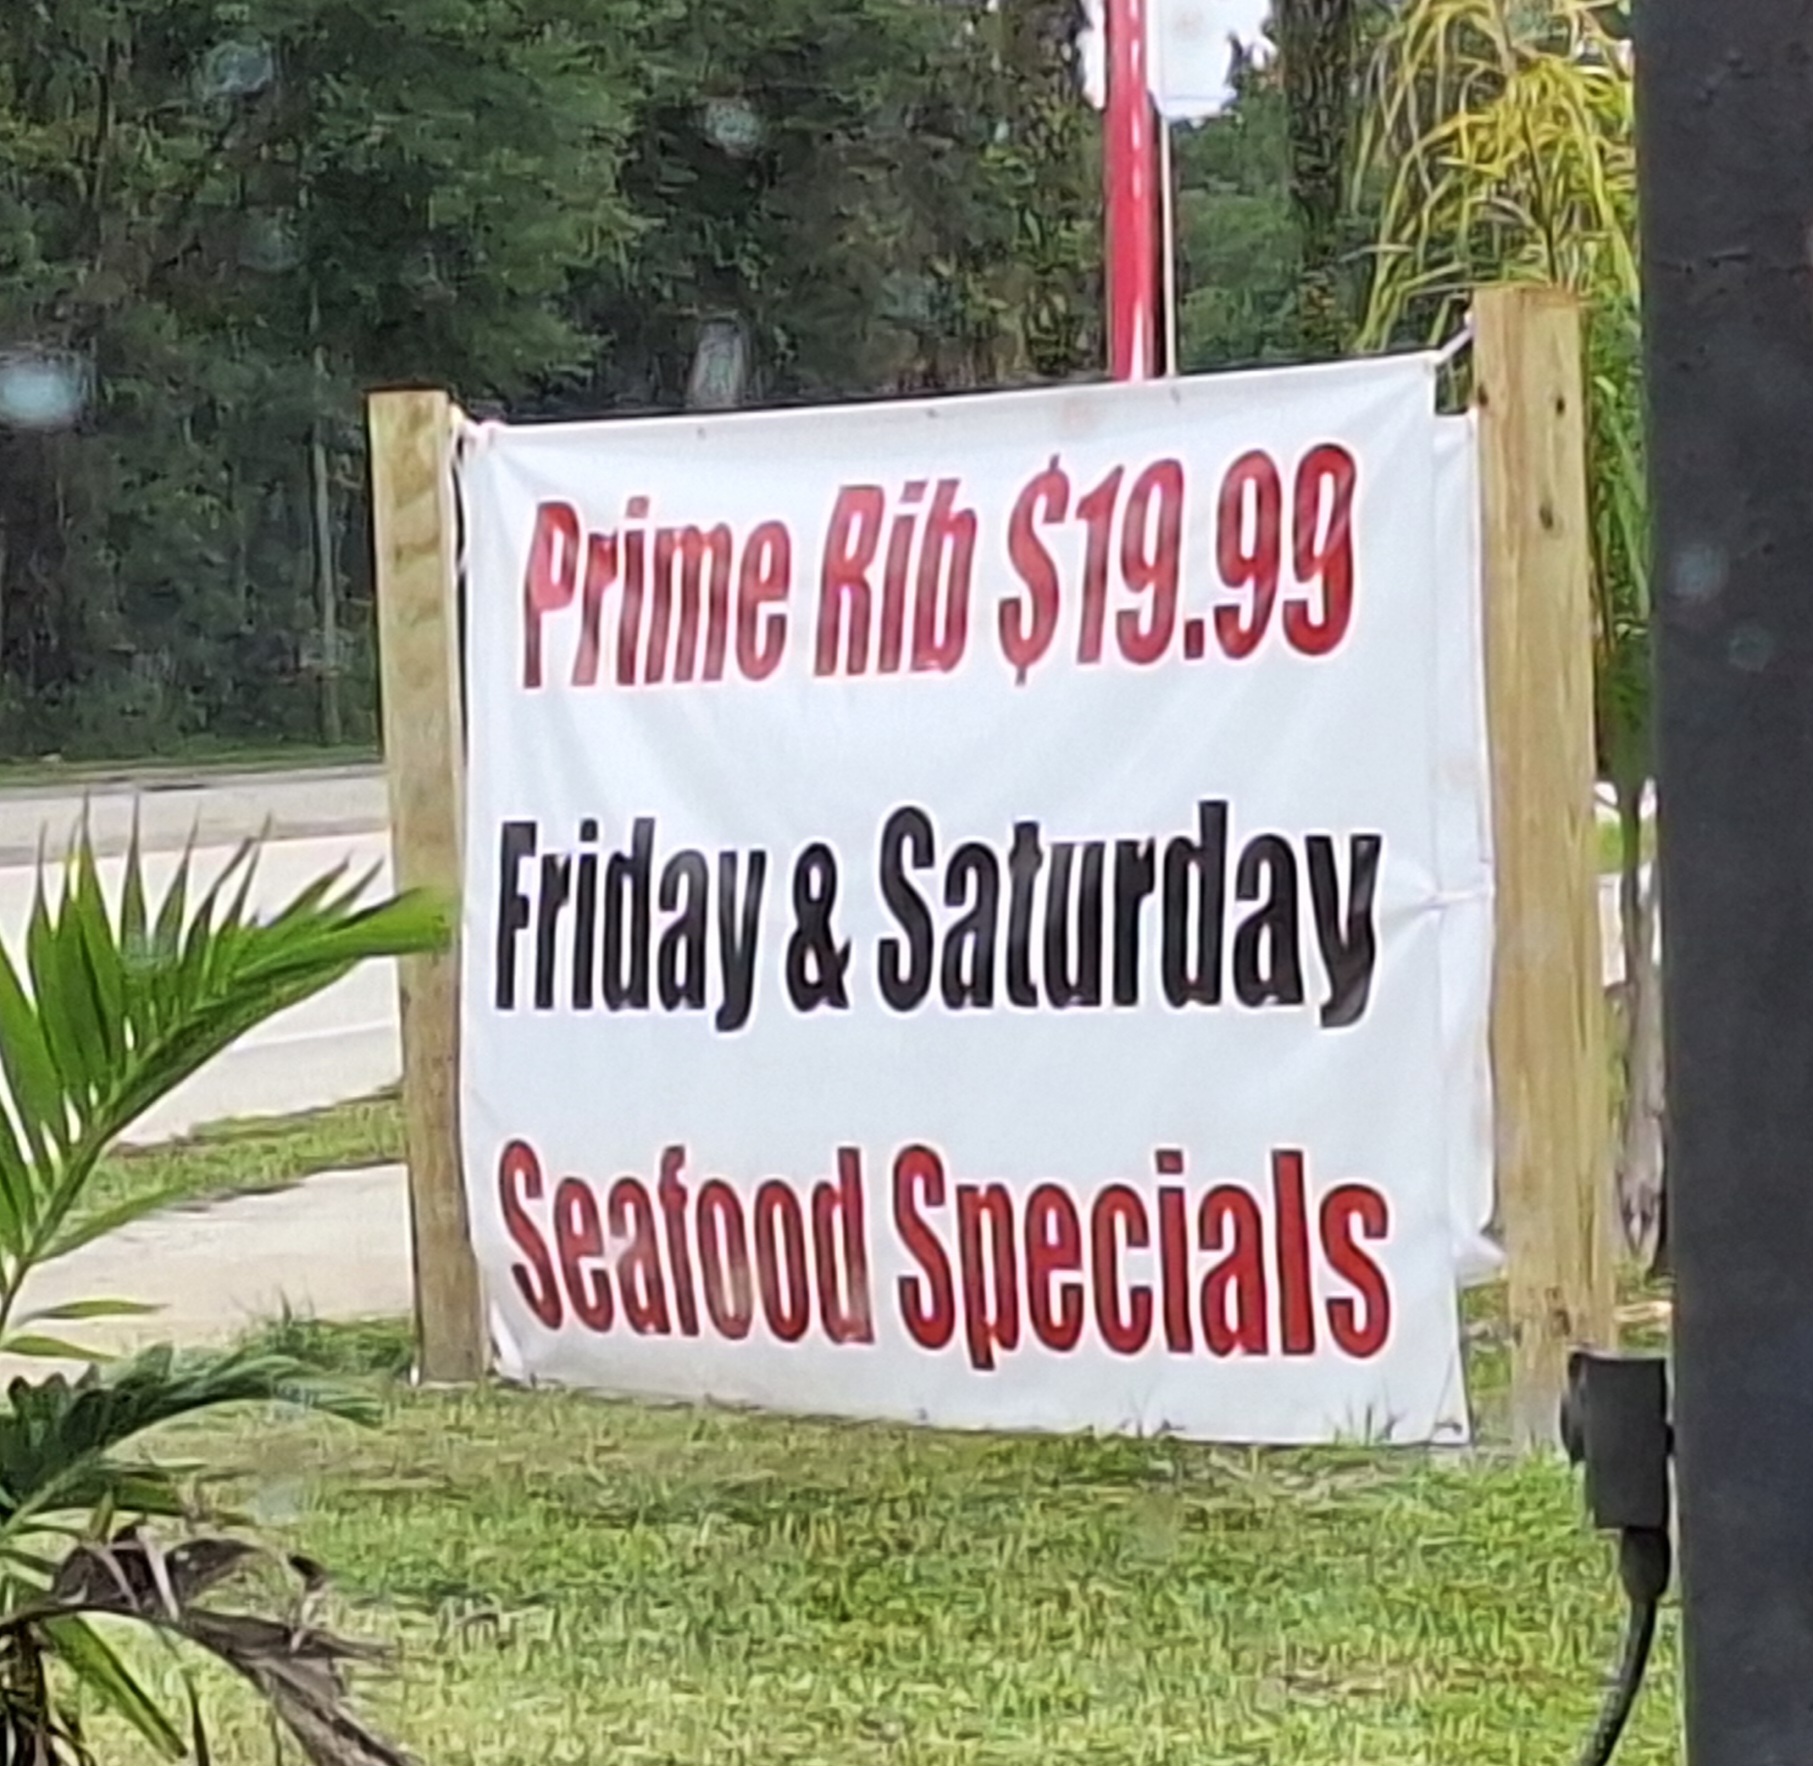 Prime Rib $19.99
Friday & Saturday
Seafood Specials